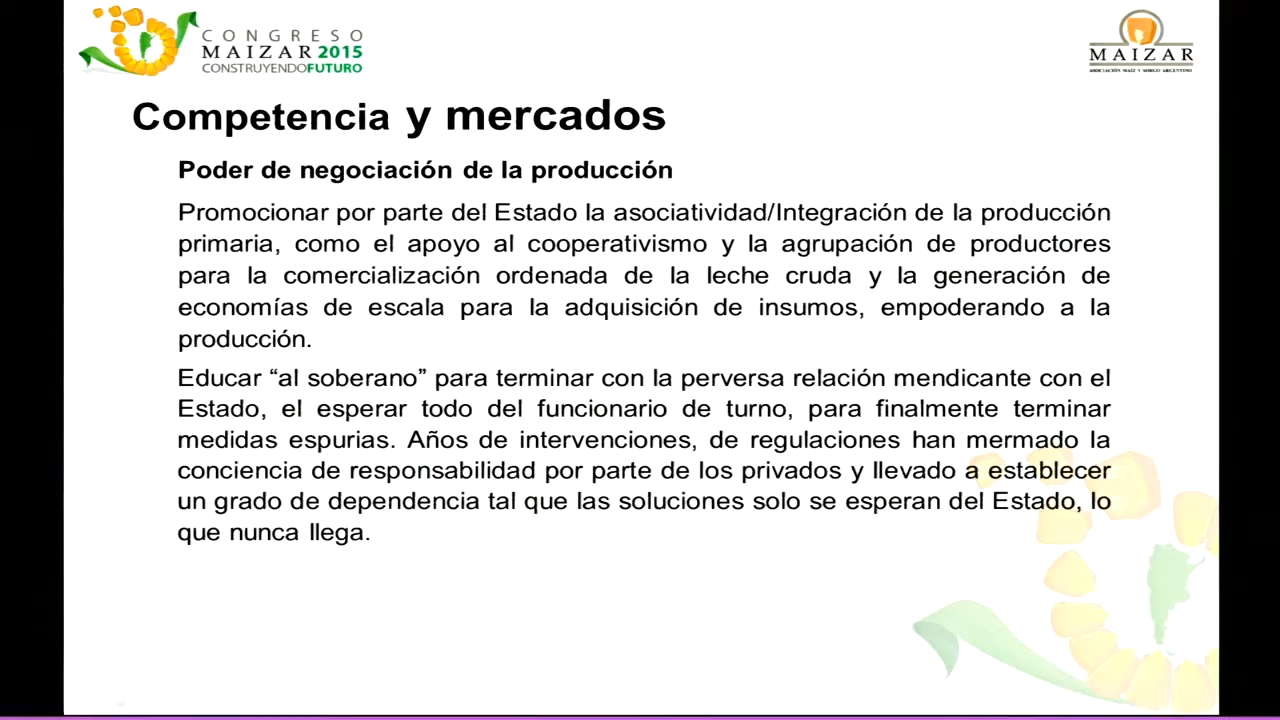 CONGRESO
MAIZAR 2015
CONSTRUYENDOFUTURO
MAIZAR
ASOCIACIÓN MAÍZ Y SORGO ARGENTINO
Competencia y mercados
Poder de negociación de la producción
Promocionar por parte del Estado la asociatividad/Integración de la producción
primaria, como el apoyo al cooperativismo y la agrupación de productores
para la comercialización ordenada de la leche cruda y la generación de
economías de escala para la adquisición de insumos, empoderando a la
producción.
Educar “al soberano” para terminar con la perversa relación mendicante con el
Estado, el esperar todo del funcionario de turno, para finalmente terminar
medidas espurias. Años de intervenciones, de regulaciones han mermado la
conciencia de responsabilidad por parte de los privados y llevado a establecer
un grado de dependencia tal que las soluciones solo se esperan del Estado, lo
que nunca llega.